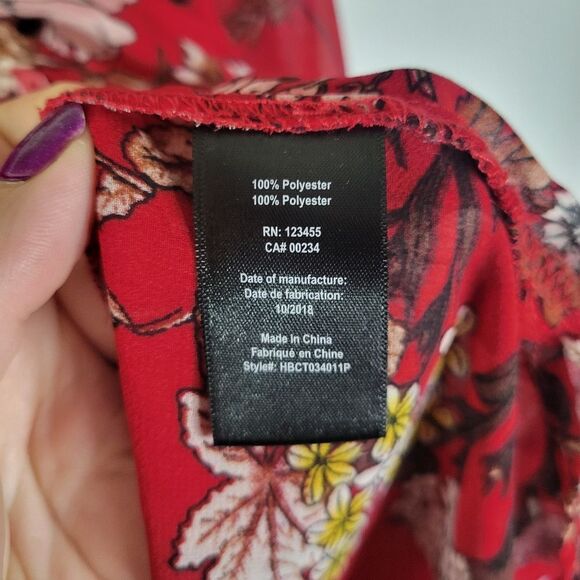 100% Polyester
100% Polyester
RN: 123455
CA# 00234
Date of manufacture:
Daté de fabrication:
10/2018
Made in China
Fabriqué en Chine
Style#: HBCT034011P